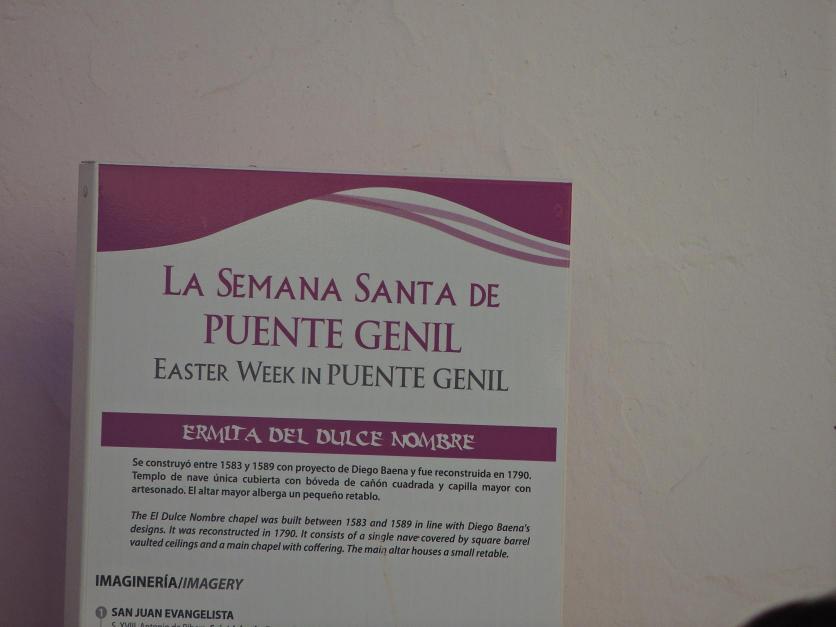 LA SEMANA SANTA DE
PUENTE GENIL
EASTER WEEK IN PUENTE GENIL
ERMITA DEL DULCE NOMBRE
Se construyó entre 1583 y 1589 con proyecto de Diego Baena y fue reconstruida en 1790.
Templo de nave única cubierta con bóveda de cañón cuadrada y capilla mayor con
artesonado. El altar mayor alberga un pequeño retablo.
The El Dulce Nombre chapel was built between 1583 and 1589 in line with Diego Baena's
designs. It was reconstructed in 1790. It consists of a single nave covered by square barrel
vaulted ceilings and a main chapel with coffering. The main altar houses a small retable.
IMAGINERÍA/IMAGERY
1 SAN JUAN EVANGELISTA
S. XVIII.